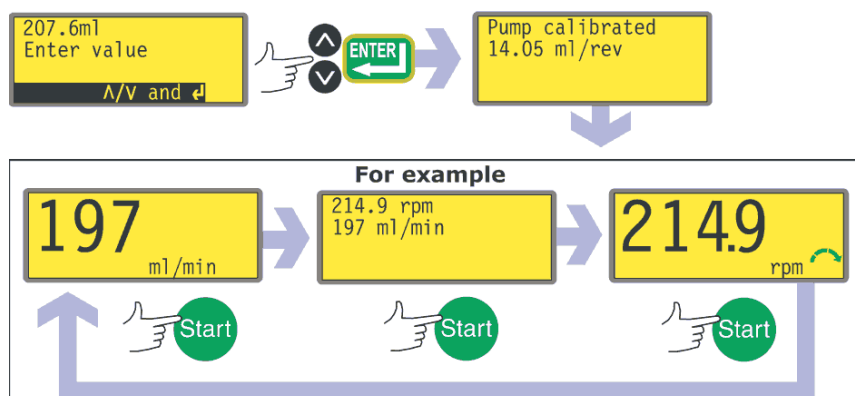 207.6ml
Enter value
∧/∨ and ↲
ENTER
Pump calibrated
14.05 ml/rev
For example
197
ml/min
214.9 rpm
197 ml/min
214.9
rpm
Start
Start
Start